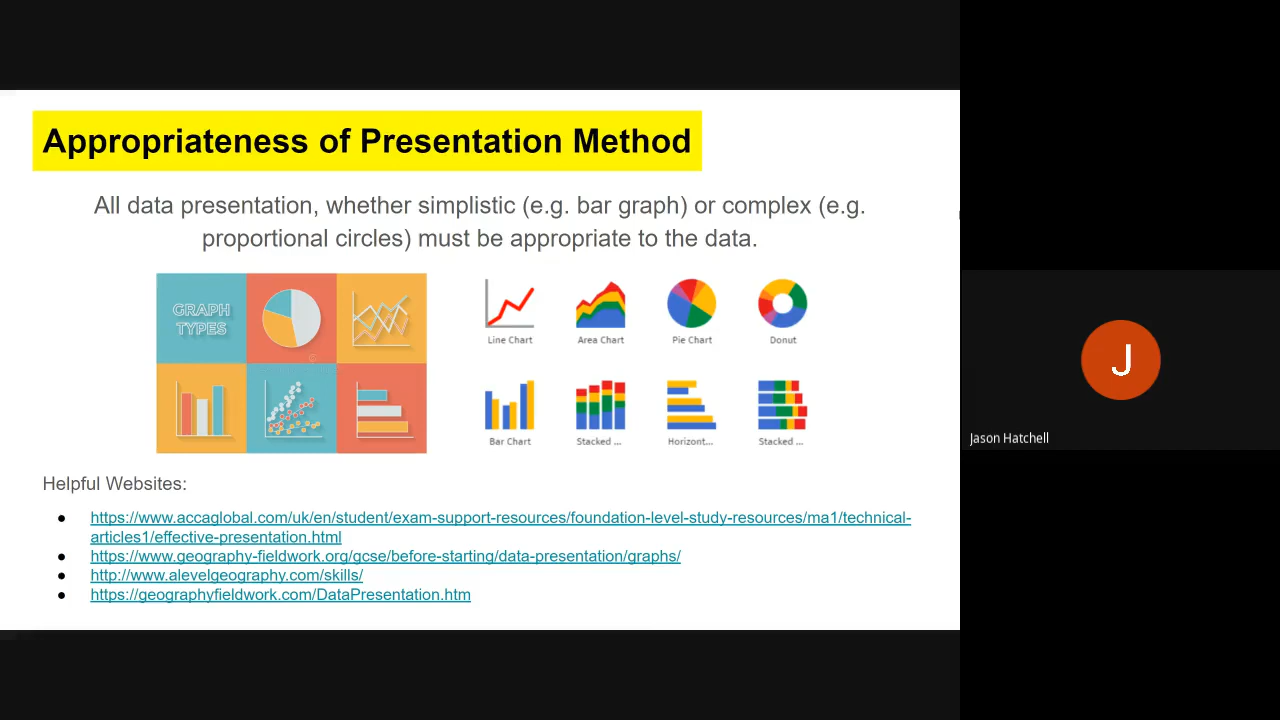 Appropriateness of Presentation Method
All data presentation, whether simplistic (e.g. bar graph) or complex (e.g.
proportional circles) must be appropriate to the data.
GRAPH
TYPES
Line Chart
Area Chart
Pie Chart
Donut
Bar Chart
Stacked ...
Horizont...
Stacked ...
Helpful Websites:
● https://www.accaglobal.com/uk/en/student/exam-support-resources/foundation-level-study-resources/ma1/technical-
articles1/effective-presentation.html
● https://www.geography-fieldwork.org/gcse/before-starting/data-presentation/graphs/
● http://www.alevelgeography.com/skills/
● https://geographyfieldwork.com/DataPresentation.htm
J
Jason Hatchell